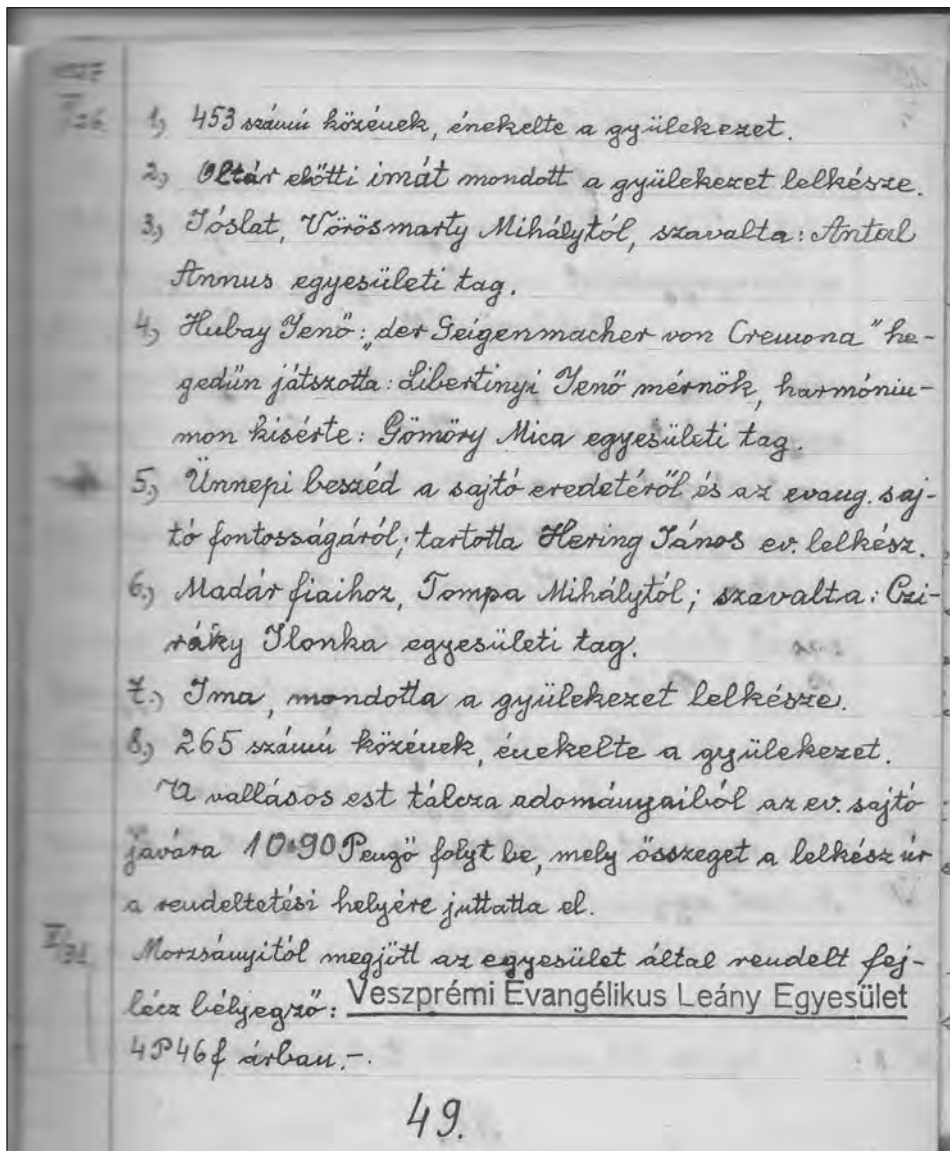 1927
1, 453 számú közének, énekelte a gyülekezet.
2, Oltár előtti imát mondott a gyülekezet lelkésze.
3, Jóslat, Vörösmarty Mihálytól, szavalta: Antal
Annus egyesületi tag.
4, Hubay Jenő: „der Geigenmacher von Cremona" he-
gedűn játszotta: Libertinyi Jenő mérnök, harmóniu-
mon kisérte: Gömöry Mica egyesületi tag.
5, Ünnepi beszéd a sajtó eredetéről és az evang. saj-
tó fontosságáról; tartotta Hering János ev. lelkész.
6, Madár fiaihoz, Tompa Mihálytól; szavalta: Czi-
ráky Ilonka egyesületi tag.
7., Ima, mondotta a gyülekezet lelkésze.
8, 265 számú közének, énekelte a gyülekezet.
A vallásos est tálcza adományaiból az ev. sajtó
javára 10•90 Pengő folyt be, mely összeget a lelkész úr
a rendeltetési helyére juttatta el.
Morzsányitól megjött az egyesület által rendelt fej-
lécz bélyegző: Veszprémi Evangélikus Leány Egyesület
4P46f árban.-.
49.